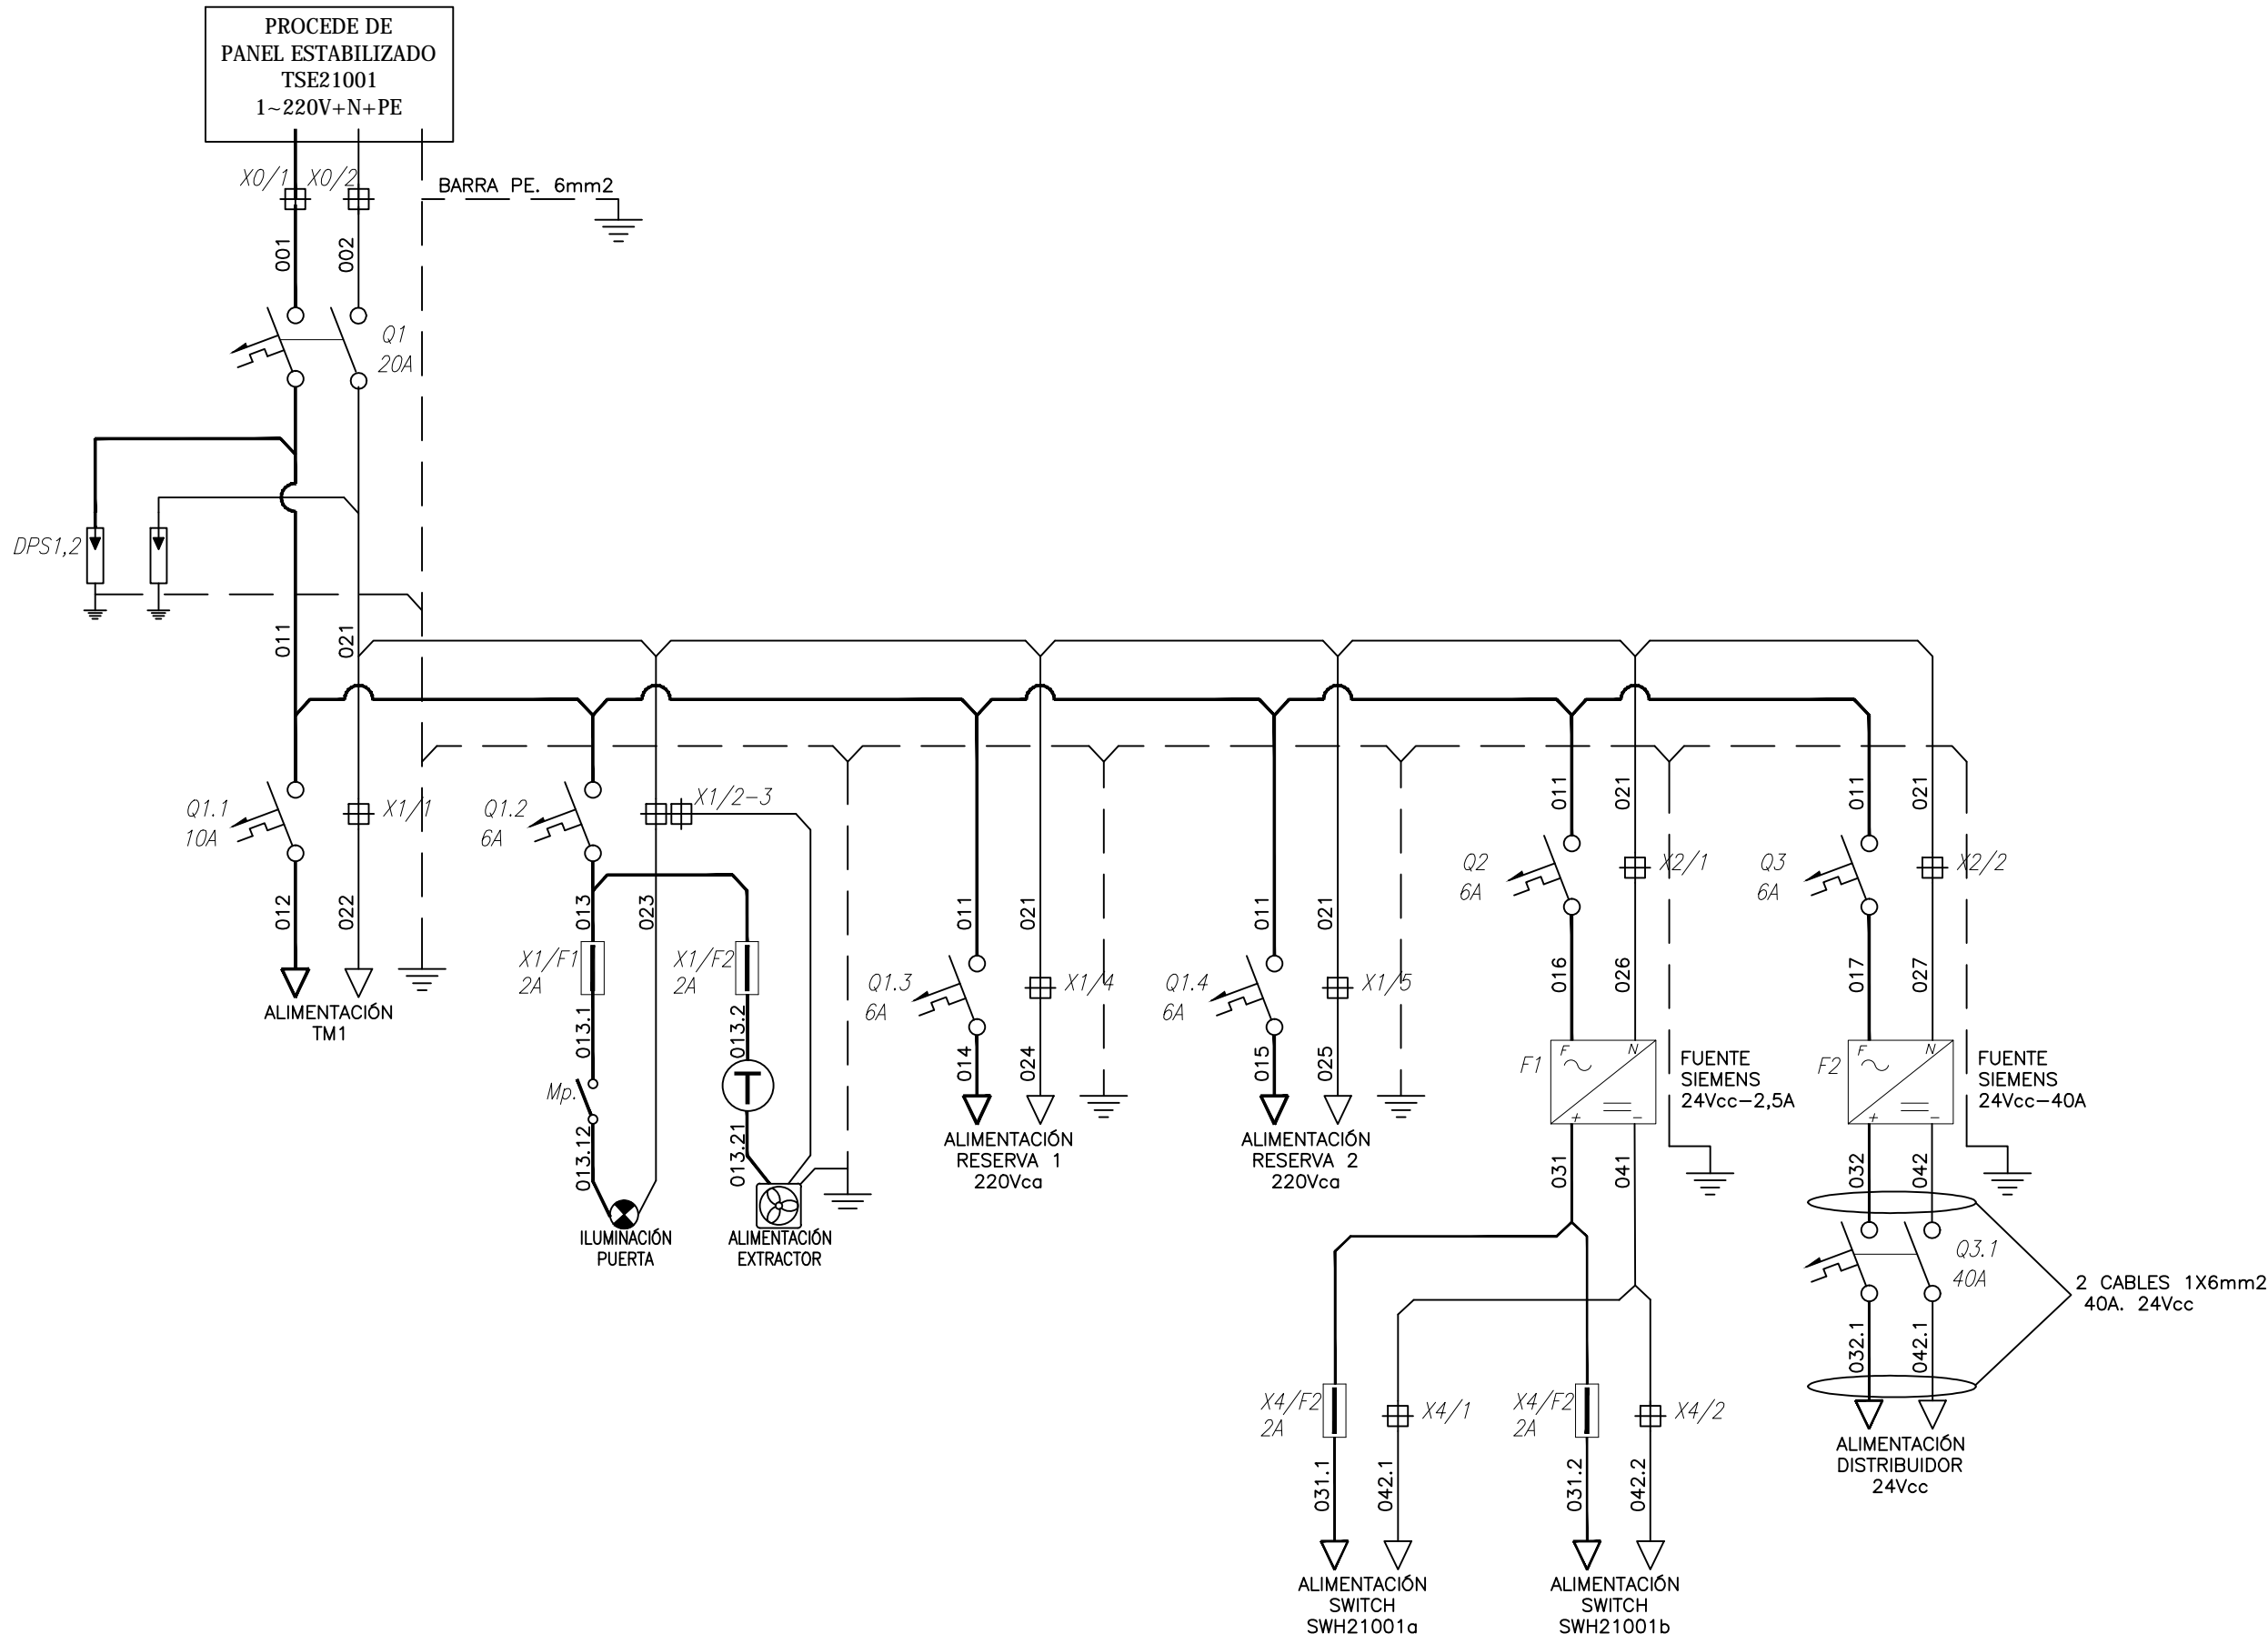 PROCEDE DE
PANEL ESTABILIZADO
TSE21001
1~220V+N+PE
X0/1 X0/2
BARRA PE. 6mm2
001
002
Q1
20A
DPS1,2
011
021
Q1.1
10A
X1/1
012
022
ALIMENTACIÓN
TM1
Q1.2
6A
X1/2-3
013
023
X1/F1
2A
X1/F2
2A
013.1
013.2
Mp.
013.12
013.21
ILUMINACIÓN
PUERTA
ALIMENTACIÓN
EXTRACTOR
011
021
Q1.3
6A
X1/4
014
024
ALIMENTACIÓN
RESERVA 1
220Vca
011
021
Q1.4
6A
X1/5
015
025
ALIMENTACIÓN
RESERVA 2
220Vca
011
021
Q2
6A
X2/1
016
026
F1
F
N
+
-
FUENTE
SIEMENS
24Vcc-2,5A
031
041
X4/F2
2A
X4/1
031.1
042.1
ALIMENTACIÓN
SWITCH
SWH21001a
X4/F2
2A
X4/2
031.2
042.2
ALIMENTACIÓN
SWITCH
SWH21001b
011
021
Q3
6A
X2/2
017
027
F2
F
N
+
-
FUENTE
SIEMENS
24Vcc-40A
032
042
Q3.1
40A
2 CABLES 1X6mm2
40A. 24Vcc
032.1
042.1
ALIMENTACIÓN
DISTRIBUIDOR
24Vcc